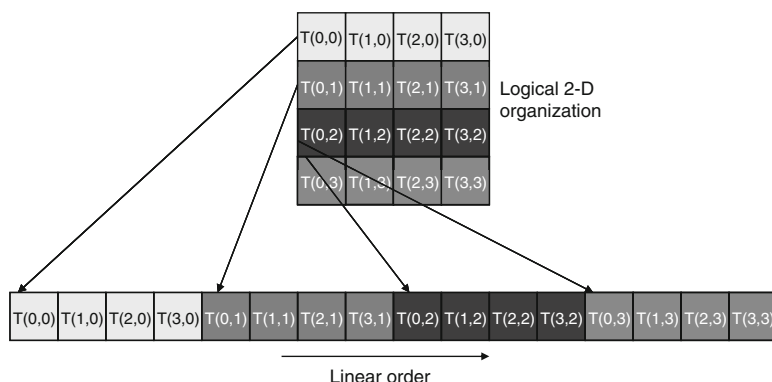 T(0,0) T(1,0) T(2,0) T(3,0)
T(0,1) T(1,1) T(2,1) T(3,1)
Logical 2-D
organization
T(0,2) T(1,2) T(2,2) T(3,2)
T(0,3) T(1,3) T(2,3) T(3,3)
T(0,0) T(1,0) T(2,0) T(3,0) T(0,1) T(1,1) T(2,1) T(3,1) T(0,2) T(1,2) T(2,2) T(3,2) T(0,3) T(1,3) T(2,3) T(3,3)
Linear order